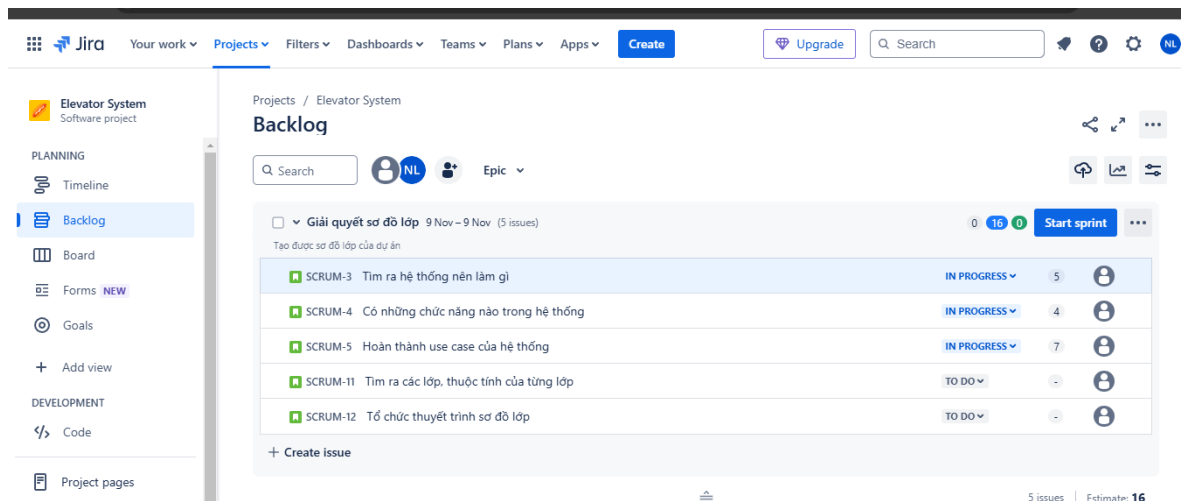 Jira Your work Projects Filters Dashboards Teams Plans Apps Create Upgrade Search NL
Elevator System
Software project
PLANNING
Timeline
Backlog
Board
Forms NEW
Goals
+ Add view
DEVELOPMENT
Code
Project pages
Projects / Elevator System
Backlog
Search NL Epic
Giải quyết sơ đồ lớp 9 Nov – 9 Nov (5 issues) 0 16 0 Start sprint
Tạo được sơ đồ lớp của dự án
SCRUM-3 Tìm ra hệ thống nên làm gì IN PROGRESS 5
SCRUM-4 Có những chức năng nào trong hệ thống IN PROGRESS 4
SCRUM-5 Hoàn thành use case của hệ thống IN PROGRESS 7
SCRUM-11 Tìm ra các lớp, thuộc tính của từng lớp TO DO -
SCRUM-12 Tổ chức thuyết trình sơ đồ lớp TO DO -
+ Create issue
5 issues Estimate: 16